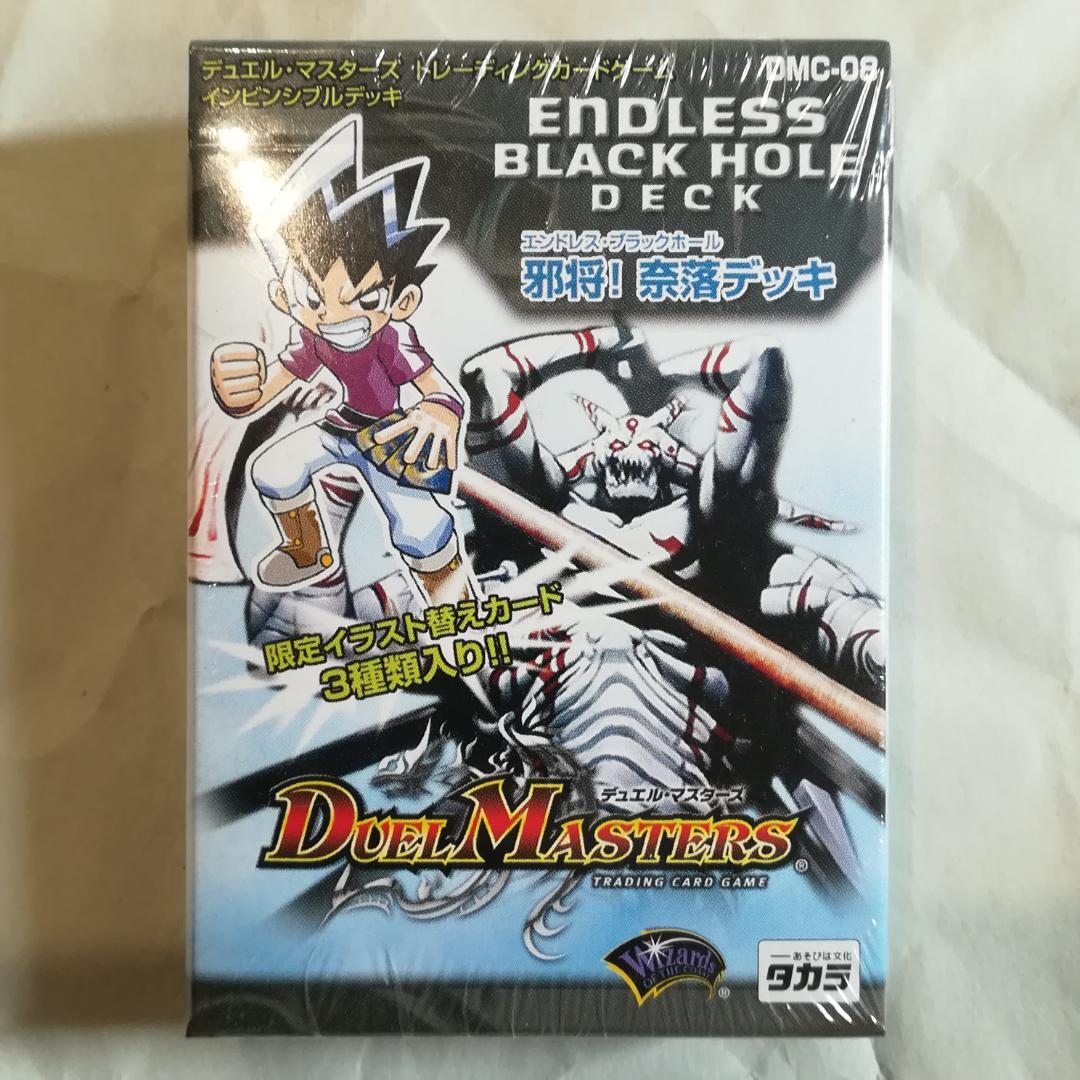 デュエル・マスターズ トレーディングカードゲーム
インビンシブルデッキ
DMC-08
ENDLESS
BLACK HOLE
DECK
エンドレス・ブラックホール
邪将! 奈落デッキ
限定イラスト替えカード
3種類入り!!
デュエル・マスターズ
DUEL MASTERS®
TRADING CARD GAME
Wizards
OF THE COAST
®
あそびは文化
タカラ